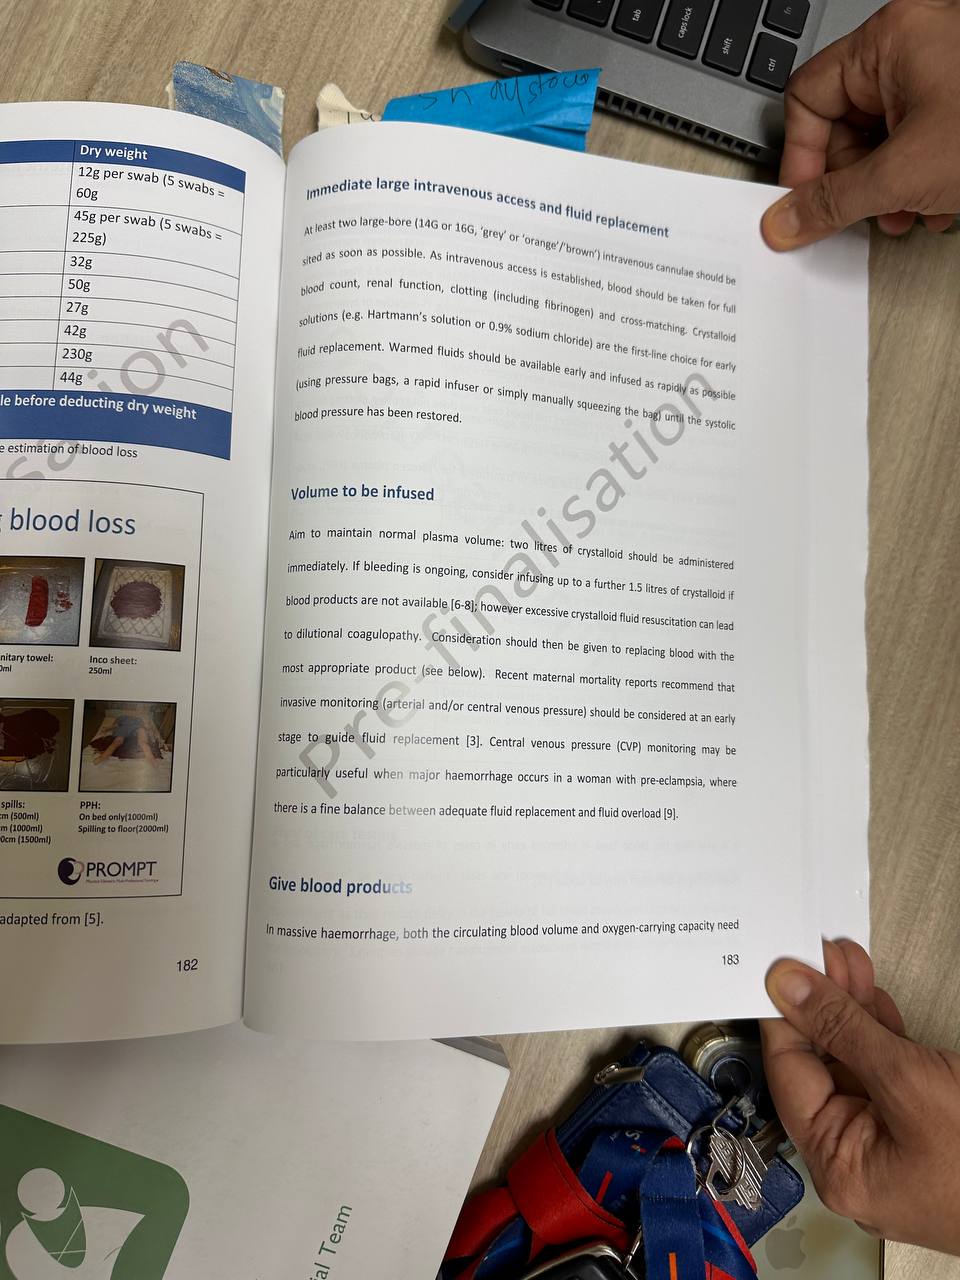 tab
caps lock
shift
fn
ctrl
Dry weight
12g per swab (5 swabs =
60g
45g per swab (5 swabs =
225g)
32g
50g
27g
42g
230g
44g
le before deducting dry weight
e estimation of blood loss
blood loss
nitary towel:
0ml
Inco sheet:
250ml
spills:
cm (500ml)
m (1000ml)
0cm (1500ml)
PPH:
On bed only(1000ml)
Spilling to floor(2000ml)
PROMPT
adapted from [5].
182
Immediate large intravenous access and fluid replacement
At least two large-bore (14G or 16G, ‘grey’ or ‘orange’/‘brown’) intravenous cannulae should be
sited as soon as possible. As intravenous access is established, blood should be taken for full
blood count, renal function, clotting (including fibrinogen) and cross-matching. Crystalloid
solutions (e.g. Hartmann’s solution or 0.9% sodium chloride) are the first-line choice for early
fluid replacement. Warmed fluids should be available early and infused as rapidly as possible
(using pressure bags, a rapid infuser or simply manually squeezing the bag) until the systolic
blood pressure has been restored.
Volume to be infused
Aim to maintain normal plasma volume: two litres of crystalloid should be administered
immediately. If bleeding is ongoing, consider infusing up to a further 1.5 litres of crystalloid if
blood products are not available [6-8]; however excessive crystalloid fluid resuscitation can lead
to dilutional coagulopathy. Consideration should then be given to replacing blood with the
most appropriate product (see below). Recent maternal mortality reports recommend that
invasive monitoring (arterial and/or central venous pressure) should be considered at an early
stage to guide fluid replacement [3]. Central venous pressure (CVP) monitoring may be
particularly useful when major haemorrhage occurs in a woman with pre-eclampsia, where
there is a fine balance between adequate fluid replacement and fluid overload [9].
Give blood products
In massive haemorrhage, both the circulating blood volume and oxygen-carrying capacity need
183
Pre-finalisation
sation
ial Team